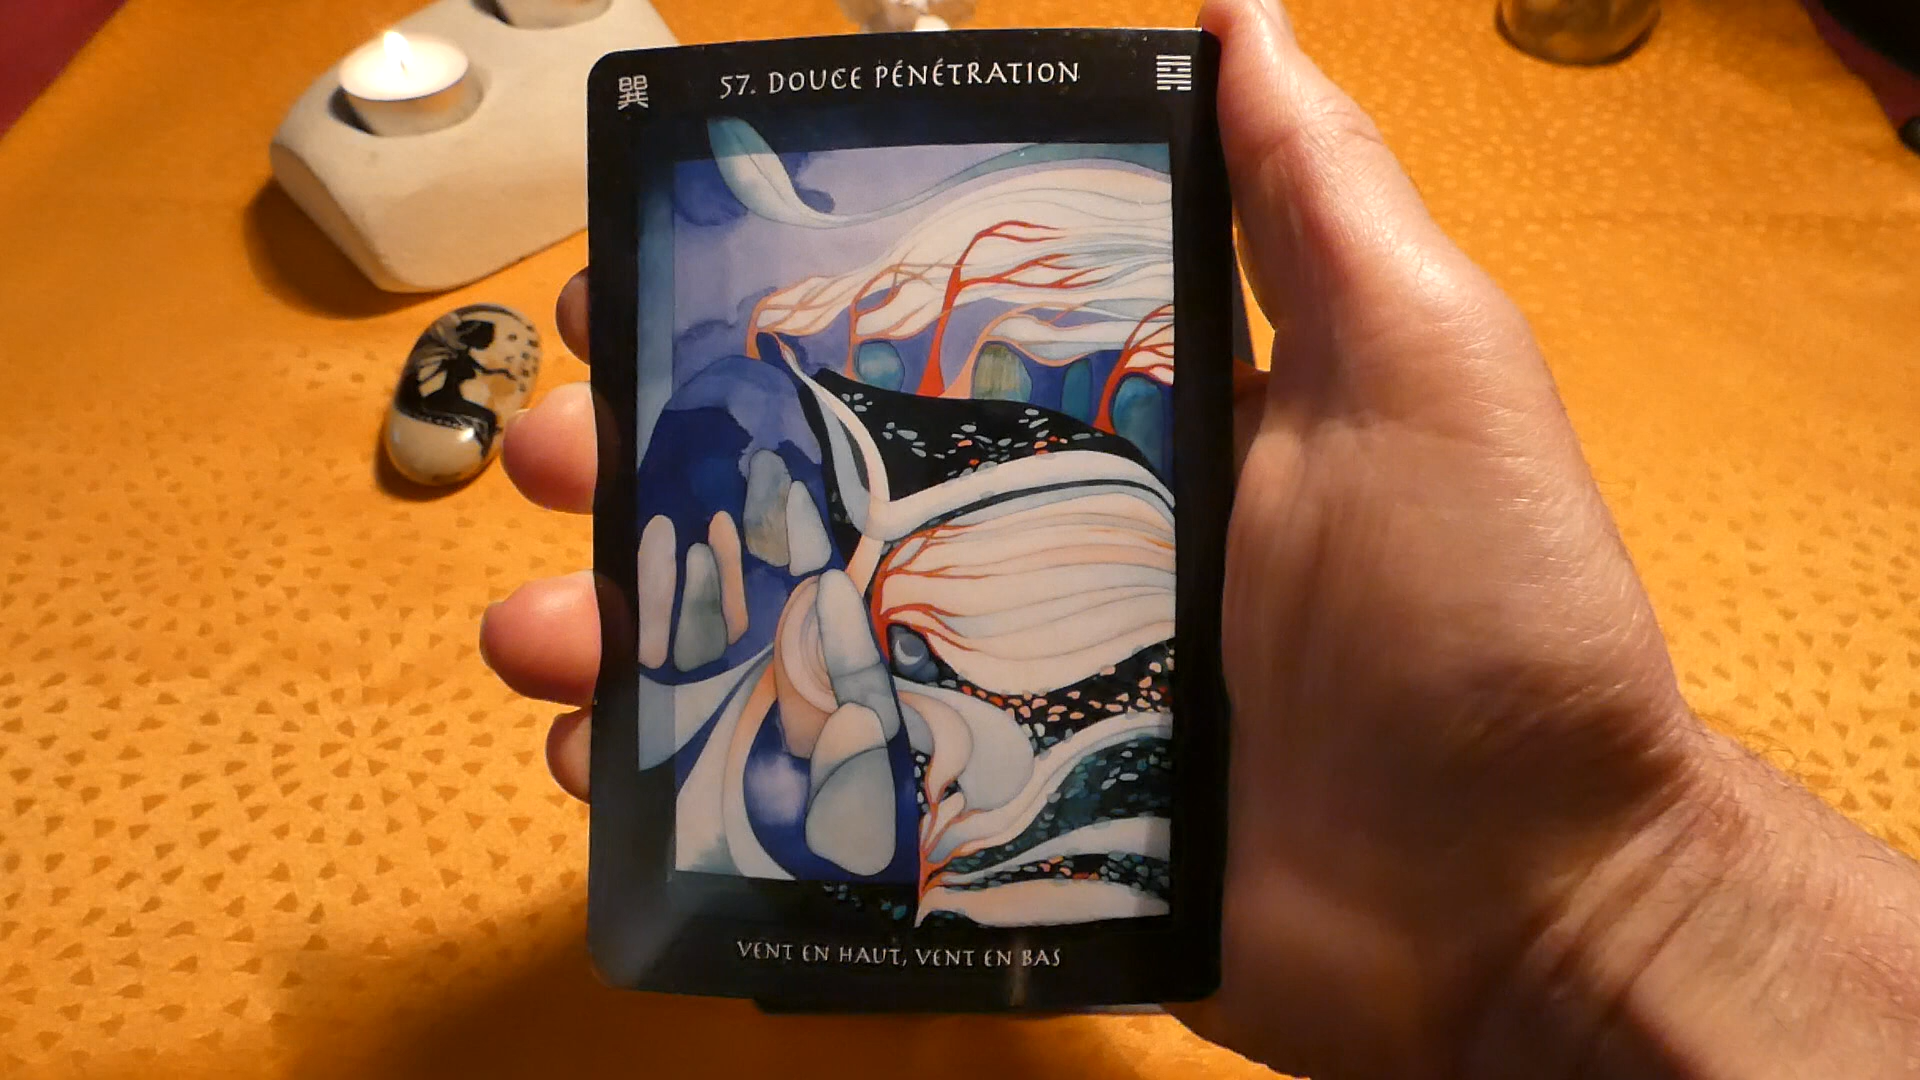 巽 57. DOUCE PÉNÉTRATION
VENT EN HAUT, VENT EN BAS